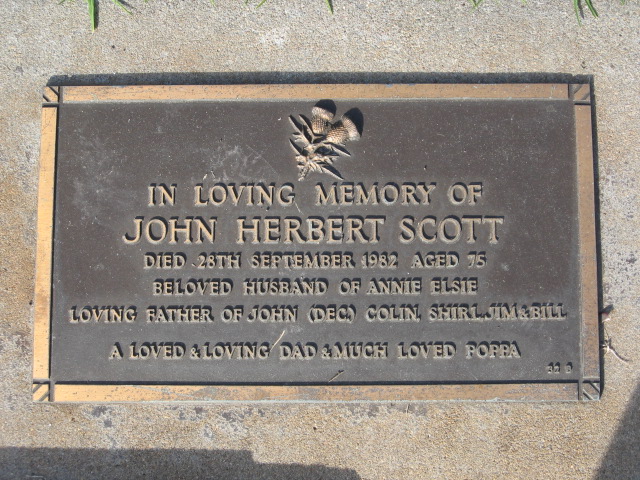 IN LOVING MEMORY OF
JOHN HERBERT SCOTT
DIED 28TH SEPTEMBER 1982 AGED 75
BELOVED HUSBAND OF ANNIE ELSIE
LOVING FATHER OF JOHN (DEC) COLIN, SHIRL, JIM & BILL
A LOVED & LOVING DAD & MUCH LOVED POPPA